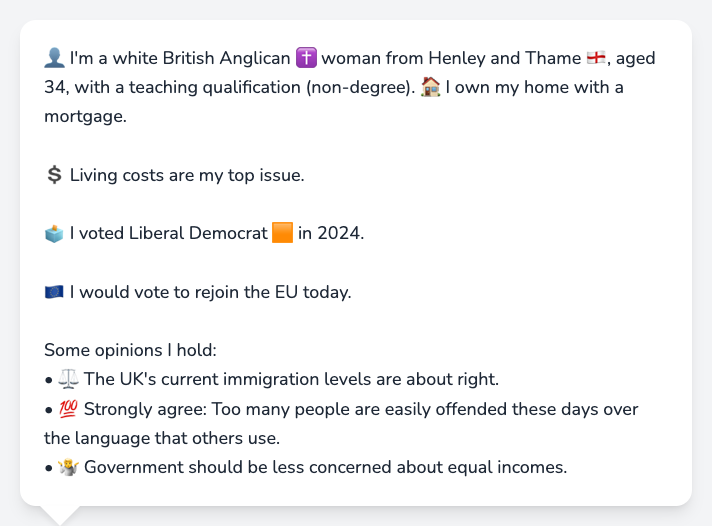 👤 I'm a white British Anglican ✝️ woman from Henley and Thame 🏴󠁧󠁢󠁥󠁮󠁧󠁿, aged
34, with a teaching qualification (non-degree). 🏠 I own my home with a
mortgage.
💲 Living costs are my top issue.
🗳️ I voted Liberal Democrat 🟧 in 2024.
🇪🇺 I would vote to rejoin the EU today.
Some opinions I hold:
• ⚖️ The UK's current immigration levels are about right.
• 💯 Strongly agree: Too many people are easily offended these days over
the language that others use.
• 🤷 Government should be less concerned about equal incomes.